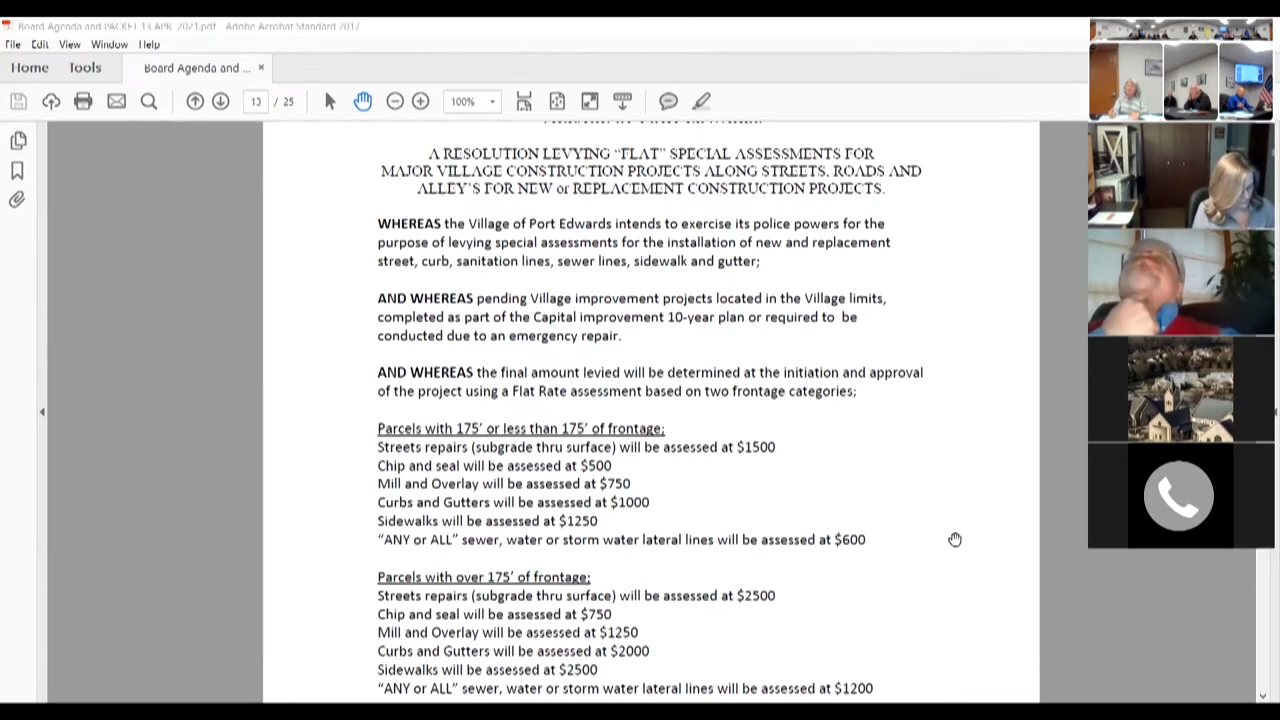 Board Agenda and PACKET 13 APR 2021.pdf - Adobe Acrobat Standard 2017
File Edit View Window Help
Home Tools Board Agenda and ... ×
13 / 25 100%
A RESOLUTION LEVYING “FLAT” SPECIAL ASSESSMENTS FOR
MAJOR VILLAGE CONSTRUCTION PROJECTS ALONG STREETS, ROADS AND
ALLEY’S FOR NEW or REPLACEMENT CONSTRUCTION PROJECTS.
WHEREAS the Village of Port Edwards intends to exercise its police powers for the
purpose of levying special assessments for the installation of new and replacement
street, curb, sanitation lines, sewer lines, sidewalk and gutter;
AND WHEREAS pending Village improvement projects located in the Village limits,
completed as part of the Capital improvement 10-year plan or required to be
conducted due to an emergency repair.
AND WHEREAS the final amount levied will be determined at the initiation and approval
of the project using a Flat Rate assessment based on two frontage categories;
Parcels with 175’ or less than 175’ of frontage;
Streets repairs (subgrade thru surface) will be assessed at $1500
Chip and seal will be assessed at $500
Mill and Overlay will be assessed at $750
Curbs and Gutters will be assessed at $1000
Sidewalks will be assessed at $1250
“ANY or ALL” sewer, water or storm water lateral lines will be assessed at $600
Parcels with over 175’ of frontage;
Streets repairs (subgrade thru surface) will be assessed at $2500
Chip and seal will be assessed at $750
Mill and Overlay will be assessed at $1250
Curbs and Gutters will be assessed at $2000
Sidewalks will be assessed at $2500
“ANY or ALL” sewer, water or storm water lateral lines will be assessed at $1200